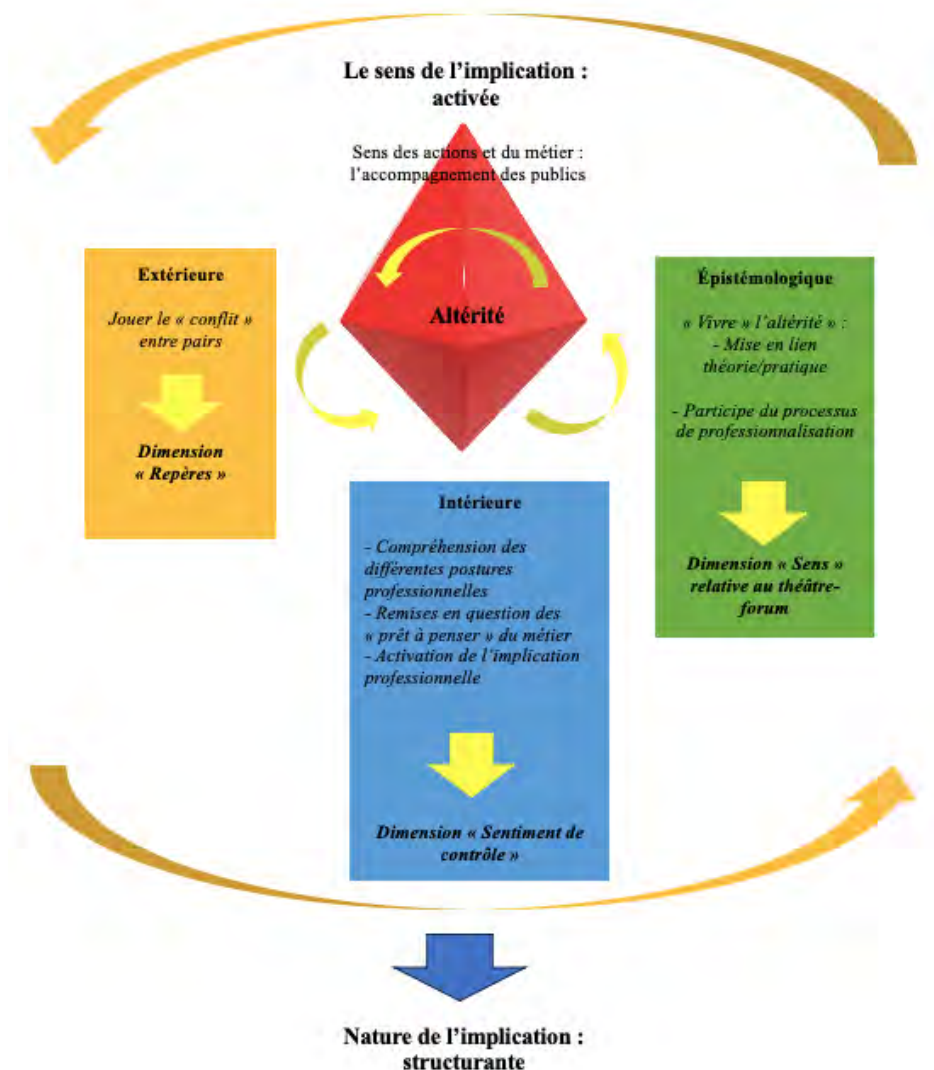 Le sens de l’implication :
activée
Sens des actions et du métier :
l’accompagnement des publics
Altérité
Extérieure
Jouer le « conflit »
entre pairs
Dimension
« Repères »
Intérieure
- Compréhension des
différentes postures
professionnelles
- Remises en question des
« prêt à penser » du métier
- Activation de l’implication
professionnelle
Dimension « Sentiment de
contrôle »
Épistémologique
« Vivre » l’altérité » :
- Mise en lien
théorie/pratique
- Participe du processus
de professionnalisation
Dimension « Sens »
relative au théâtre-
forum
Nature de l’implication :
structurante